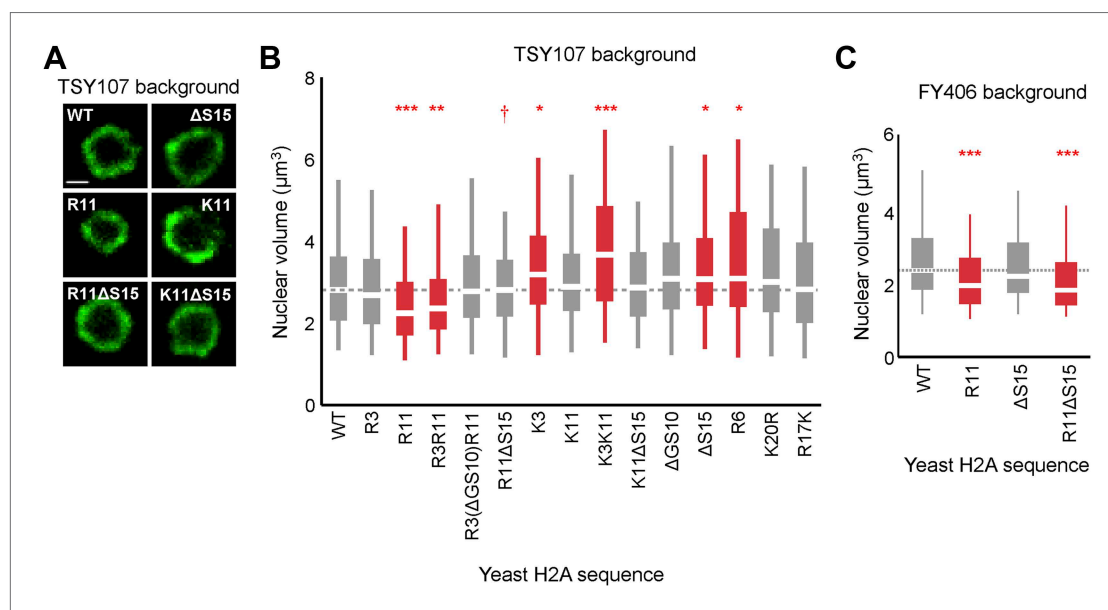 A
TSY107 background
WT
ΔS15
R11
K11
R11ΔS15
K11ΔS15
B
TSY107 background
Nuclear volume (µm³)
8
6
4
2
0
*** ** † * *** * *
WT
R3
R11
R3R11
R3(ΔGS10)R11
R11ΔS15
K3
K11
K3K11
K11ΔS15
ΔGS10
ΔS15
R6
K20R
R17K
Yeast H2A sequence
C
FY406 background
Nuclear volume (µm³)
6
4
2
0
*** ***
WT
R11
ΔS15
R11ΔS15
Yeast H2A sequence